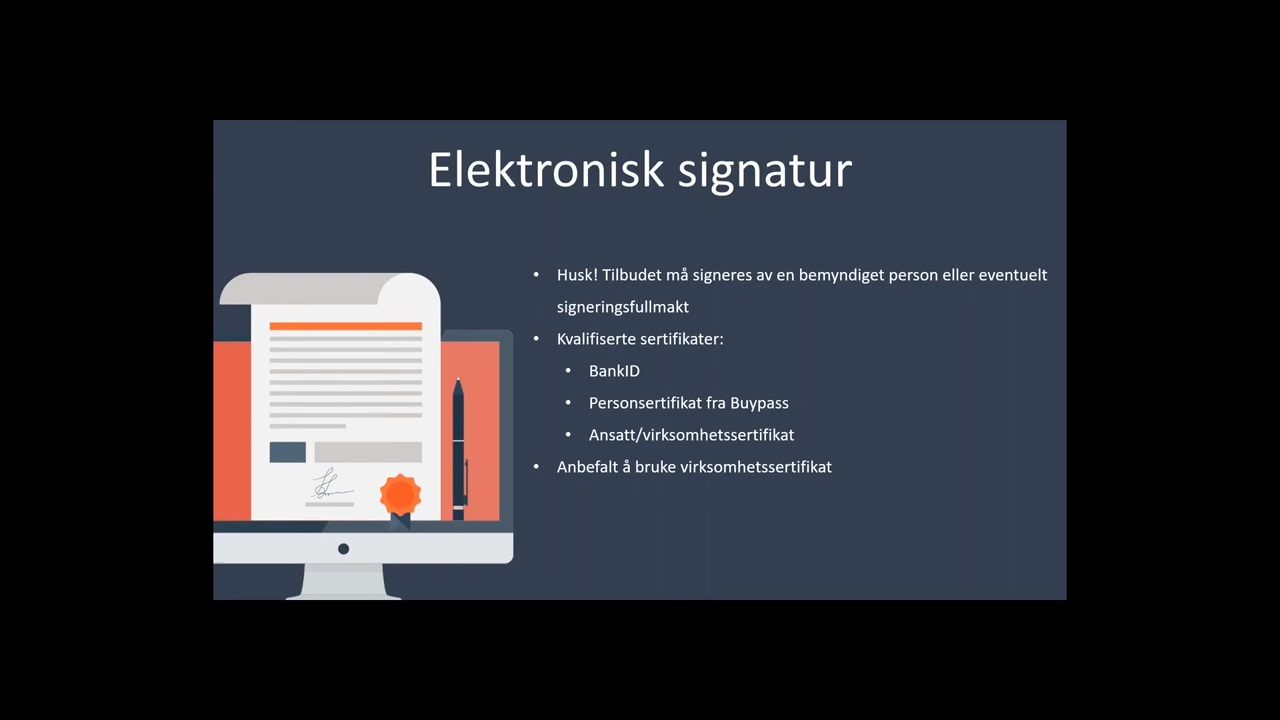 Elektronisk signatur
• Husk! Tilbudet må signeres av en bemyndiget person eller eventuelt
signeringsfullmakt
• Kvalifiserte sertifikater:
• BankID
• Personsertifikat fra Buypass
• Ansatt/virksomhetssertifikat
• Anbefalt å bruke virksomhetssertifikat